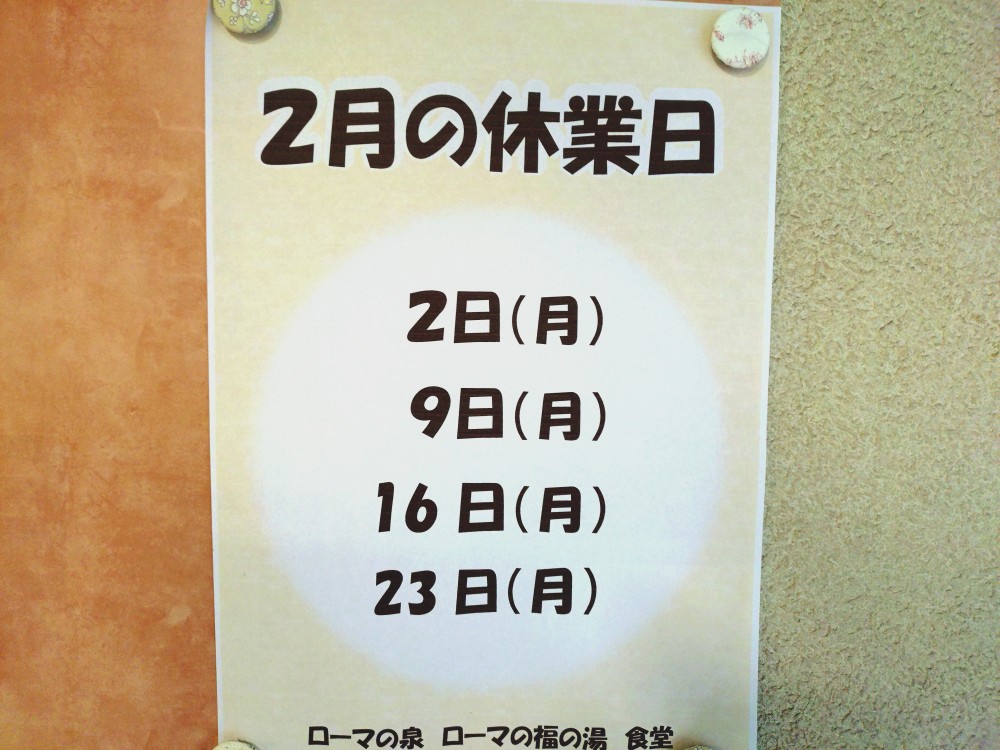 2月の休業日
2日(月)
9日(月)
16日(月)
23日(月)
ローマの泉 ローマの福の湯 食堂